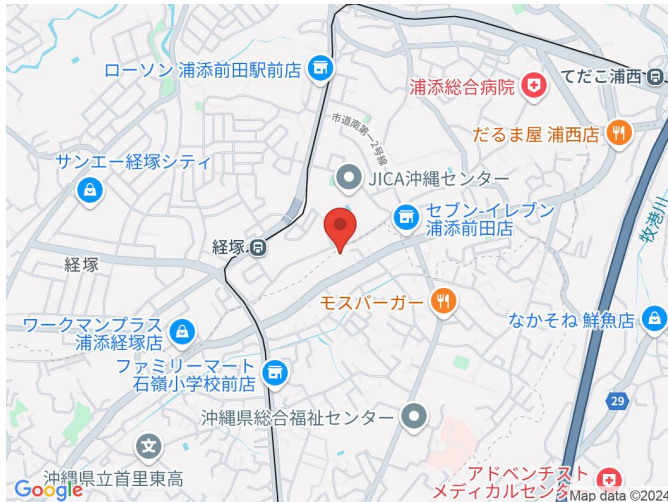 ローソン 浦添前田駅前店
浦添総合病院
てだこ浦西
だるま屋 浦西店
市道南第一2号線
サンエー経塚シティ
JICA沖縄センター
セブン-イレブン
浦添前田店
牧港川
経塚
経塚
モスバーガー
なかそね 鮮魚店
ワークマンプラス
浦添経塚店
ファミリーマート
石嶺小学校前店
29
沖縄県総合福祉センター
沖縄県立首里東高
アドベンチスト
メディカルセンタ
Google
Map data ©2024